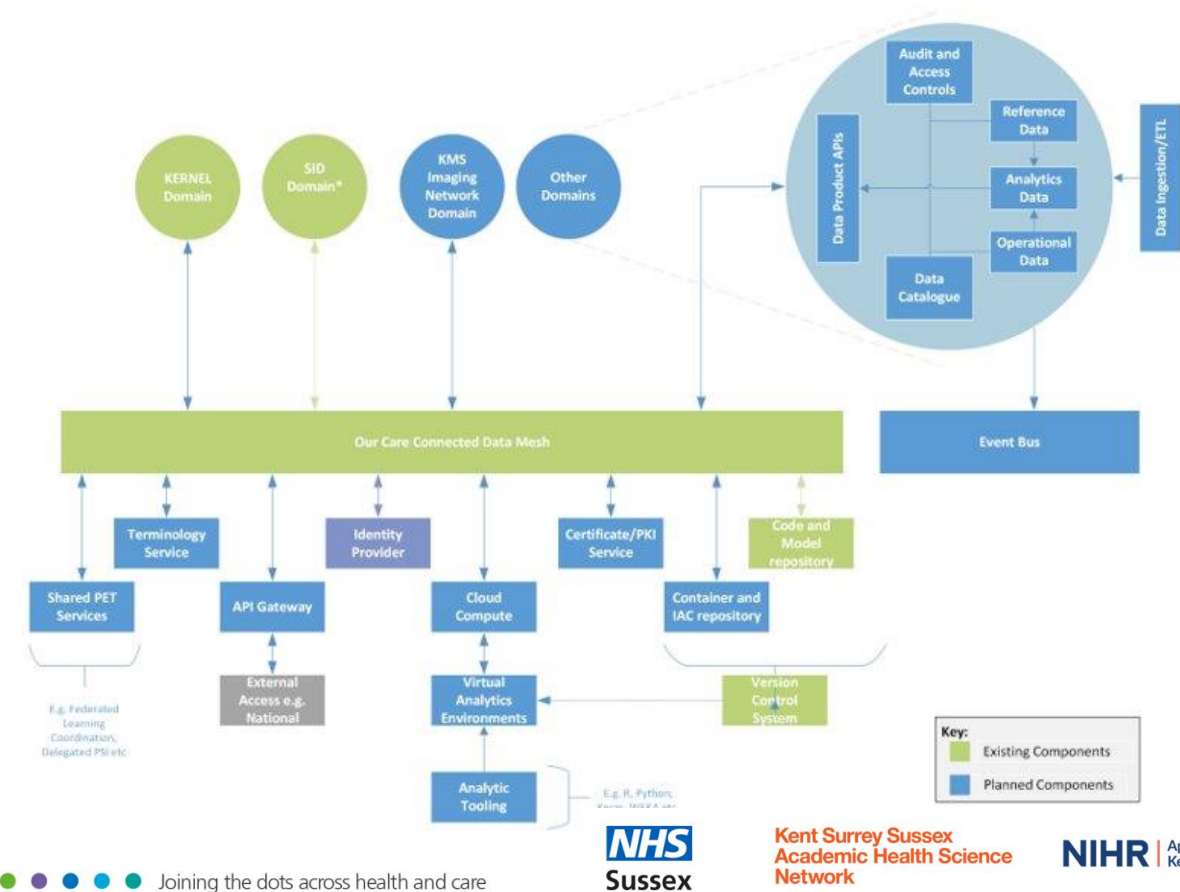 Audit and
Access
Controls
Reference
Data
Data Product APIs
Analytics
Data
Operational
Data
Data
Catalogue
Data Ingestion/ETL
KERNEL
Domain
SID
Domain*
KMS
Imaging
Network
Domain
Other
Domains
Our Care Connected Data Mesh
Event Bus
Terminology
Service
Identity
Provider
Certificate/PKI
Service
Code and
Model
repository
Shared PET
Services
API Gateway
Cloud
Compute
Container and
IAC repository
External
Access e.g.
National
Virtual
Analytics
Environments
Version
Control
System
E.g. Federated
Learning
Coordination,
Delegated PSI etc
Analytic
Tooling
E.g. R, Python,
Key:
Existing Components
Planned Components
Joining the dots across health and care
NHS
Sussex
Kent Surrey Sussex
Academic Health Science
Network
NIHR
Ap
Ke